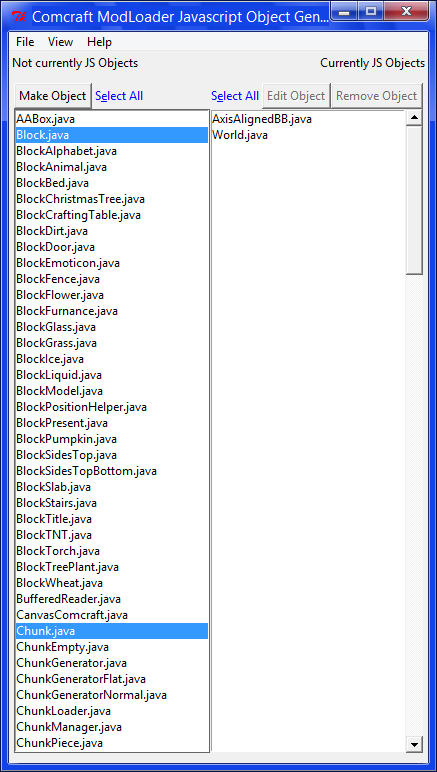 Comcraft ModLoader Javascript Object Gen...
File View Help
Not currently JS Objects Currently JS Objects
Make Object Select All Select All Edit Object Remove Object
AABox.java
Block.java
BlockAlphabet.java
BlockAnimal.java
BlockBed.java
BlockChristmasTree.java
BlockCraftingTable.java
BlockDirt.java
BlockDoor.java
BlockEmoticon.java
BlockFence.java
BlockFlower.java
BlockFurnance.java
BlockGlass.java
BlockGrass.java
BlockIce.java
BlockLiquid.java
BlockModel.java
BlockPositionHelper.java
BlockPresent.java
BlockPumpkin.java
BlockSidesTop.java
BlockSidesTopBottom.java
BlockSlab.java
BlockStairs.java
BlockTitle.java
BlockTNT.java
BlockTorch.java
BlockTreePlant.java
BlockWheat.java
BufferedReader.java
CanvasComcraft.java
Chunk.java
ChunkEmpty.java
ChunkGenerator.java
ChunkGeneratorFlat.java
ChunkGeneratorNormal.java
ChunkLoader.java
ChunkManager.java
ChunkPiece.java
AxisAlignedBB.java
World.java